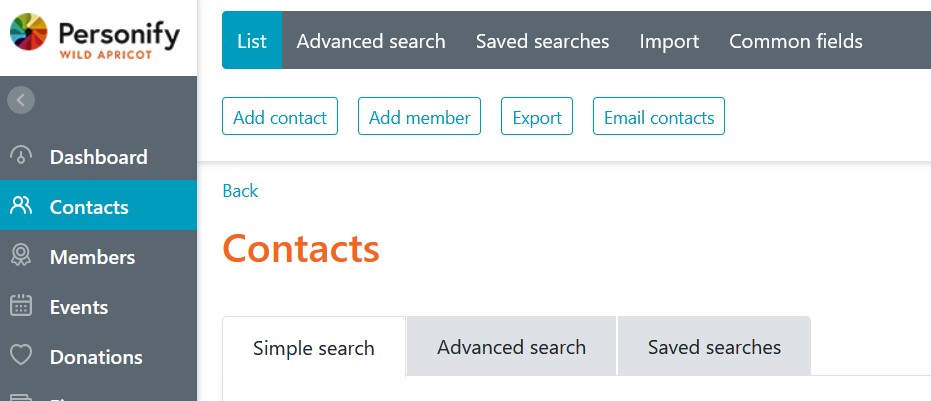 Personify
WILD APRICOT
List Advanced search Saved searches Import Common fields
Add contact Add member Export Email contacts
Dashboard
Contacts
Members
Events
Donations
Back
Contacts
Simple search Advanced search Saved searches